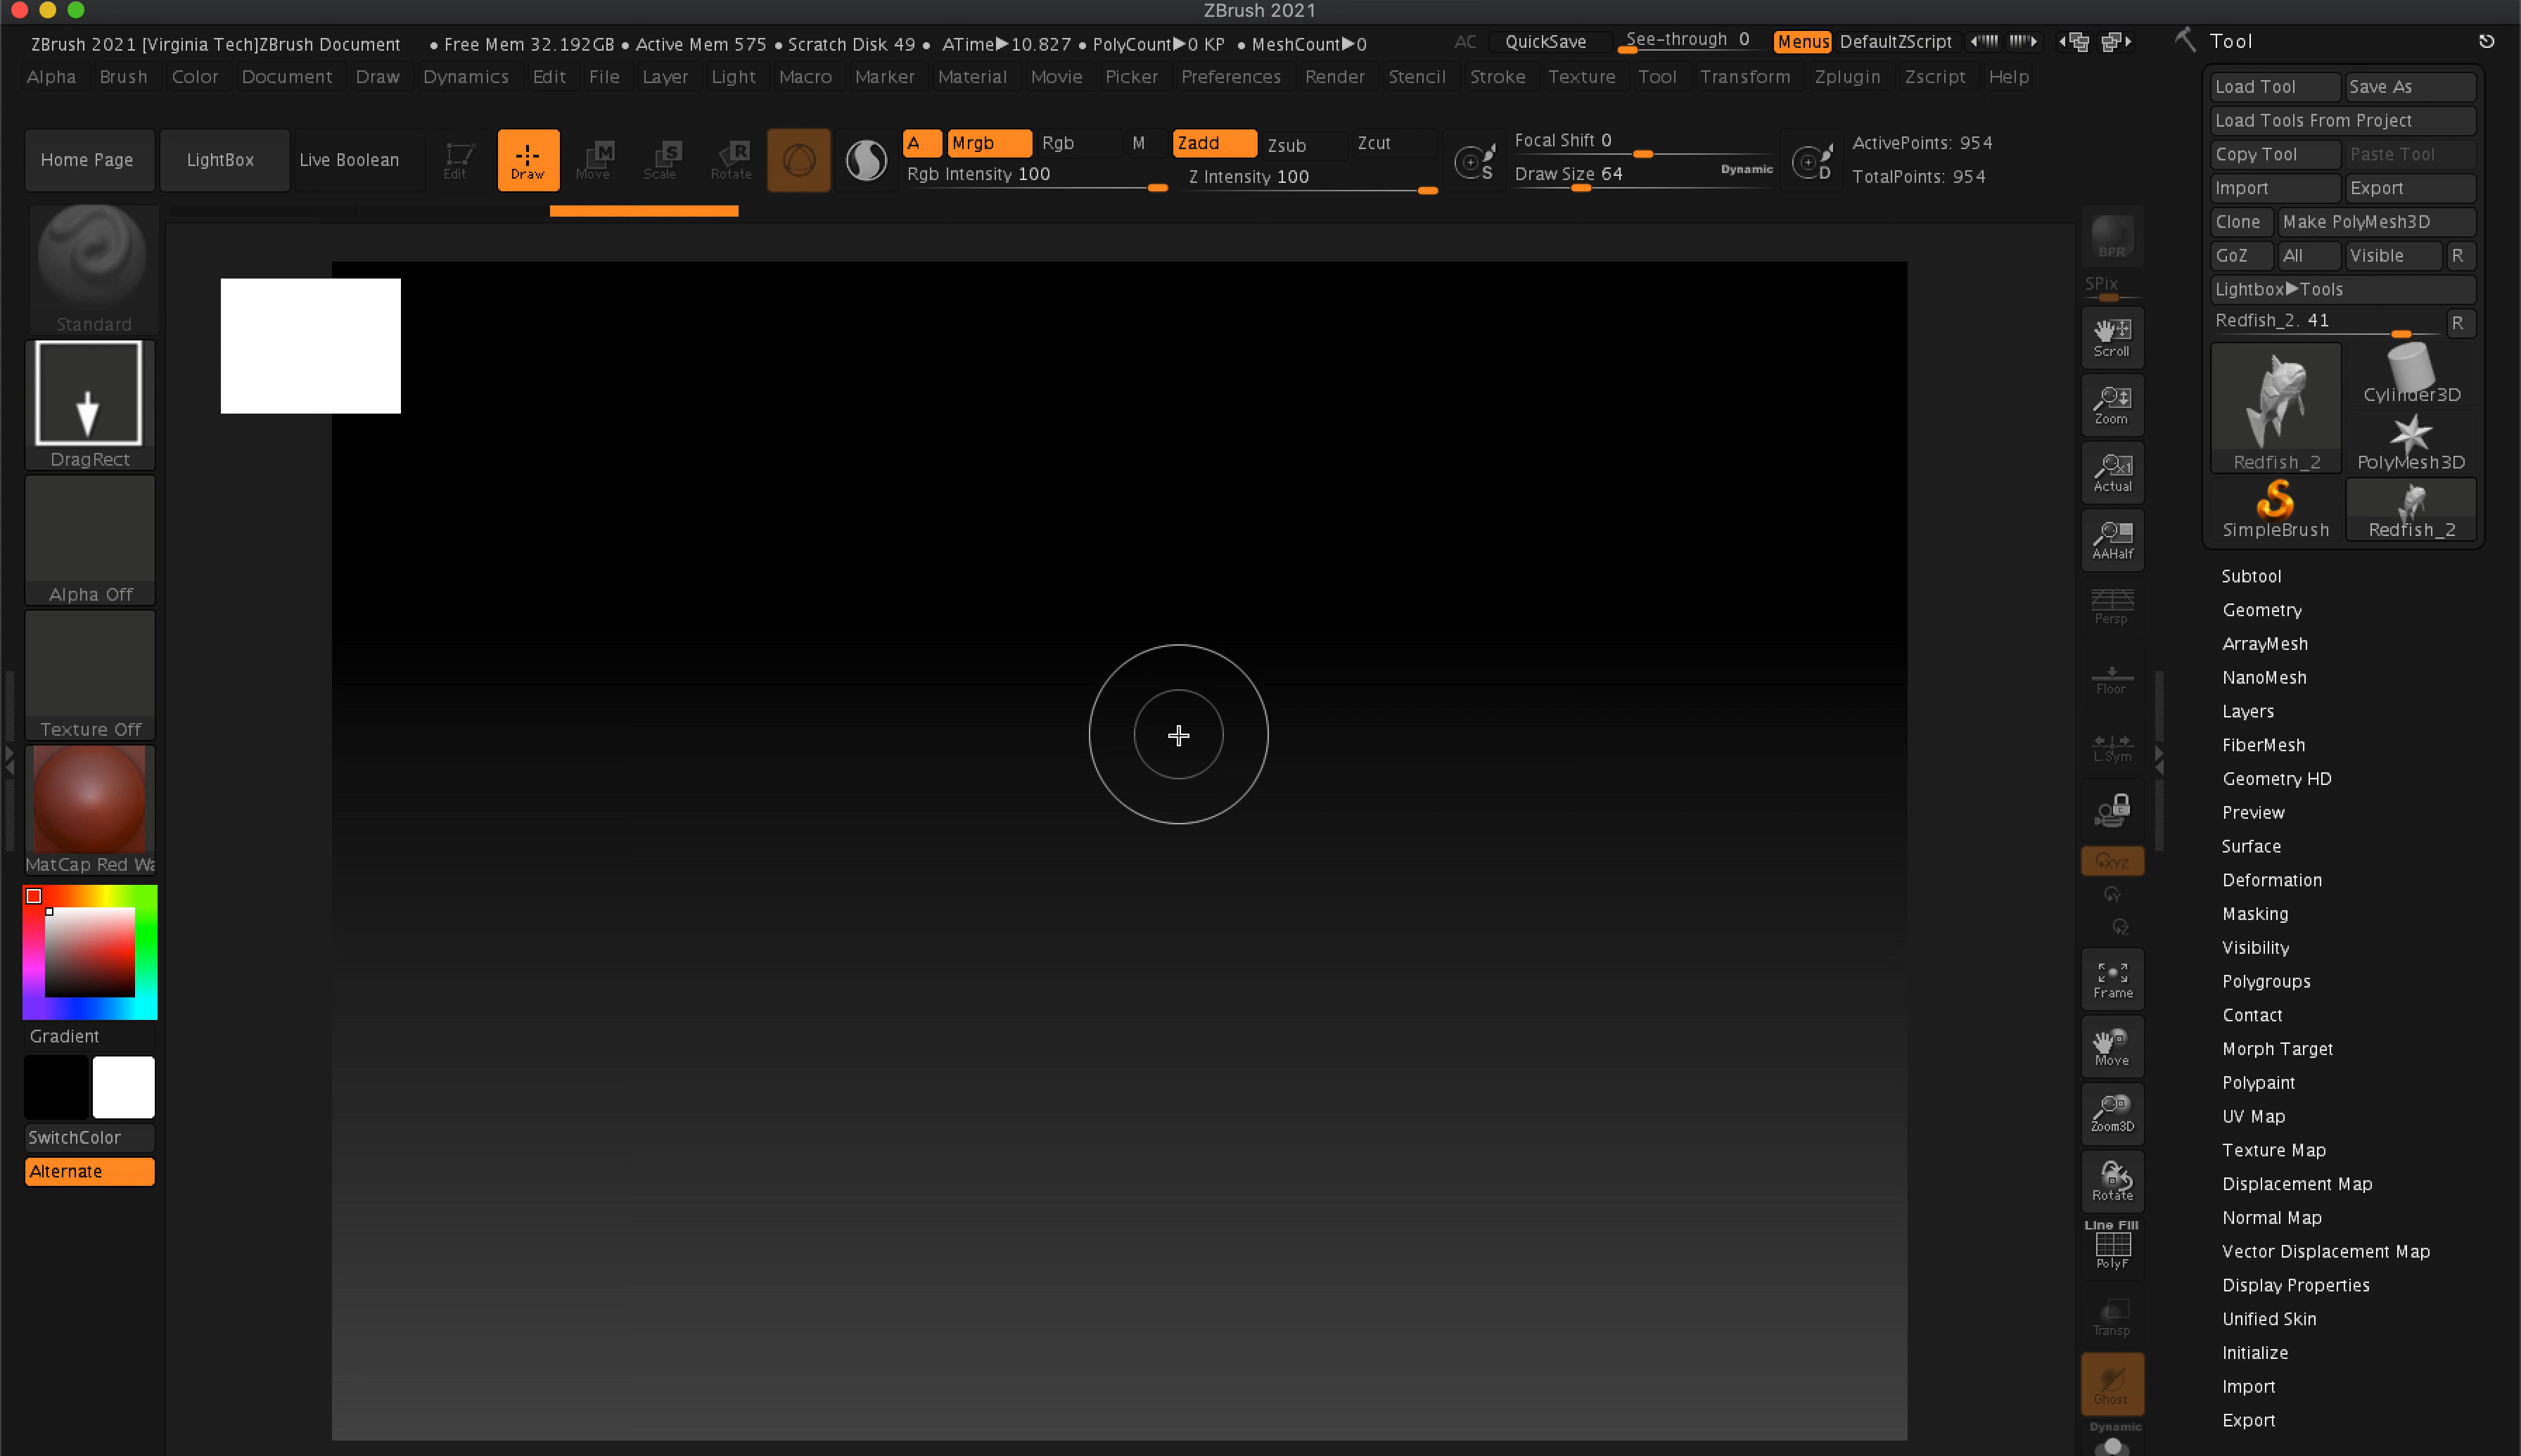 ZBrush 2021
ZBrush 2021 [Virginia Tech]ZBrush Document • Free Mem 32.192GB • Active Mem 575 • Scratch Disk 49 • ATime▶10.827 • PolyCount▶0 KP • MeshCount▶0 AC QuickSave See-through 0 Menus DefaultZScript
Tool
Alpha Brush Color Document Draw Dynamics Edit File Layer Light Macro Marker Material Movie Picker Preferences Render Stencil Stroke Texture Tool Transform Zplugin Zscript Help
Home Page LightBox Live Boolean Edit Draw Move Scale Rotate
A Mrgb Rgb M Zadd Zsub Zcut
Rgb Intensity 100 Z Intensity 100
S Focal Shift 0
Draw Size 64 Dynamic
D ActivePoints: 954
TotalPoints: 954
Standard
DragRect
Alpha Off
Texture Off
MatCap Red Wa
Gradient
SwitchColor
Alternate
BPR
SPix
Scroll
Zoom
Actual
AAHalf
Persp
Floor
L.Sym
XYZ
Y
Z
Frame
Move
Zoom3D
Rotate
Line Fill
PolyF
Transp
Ghost
Dynamic
Load Tool Save As
Load Tools From Project
Copy Tool Paste Tool
Import Export
Clone Make PolyMesh3D
GoZ All Visible R
Lightbox▶Tools
Redfish_2. 41 R
Redfish_2 Cylinder3D
PolyMesh3D
SimpleBrush Redfish_2
Subtool
Geometry
ArrayMesh
NanoMesh
Layers
FiberMesh
Geometry HD
Preview
Surface
Deformation
Masking
Visibility
Polygroups
Contact
Morph Target
Polypaint
UV Map
Texture Map
Displacement Map
Normal Map
Vector Displacement Map
Display Properties
Unified Skin
Initialize
Import
Export